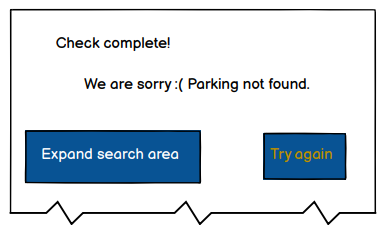 Check complete!
We are sorry :( Parking not found.
Expand search area
Try again